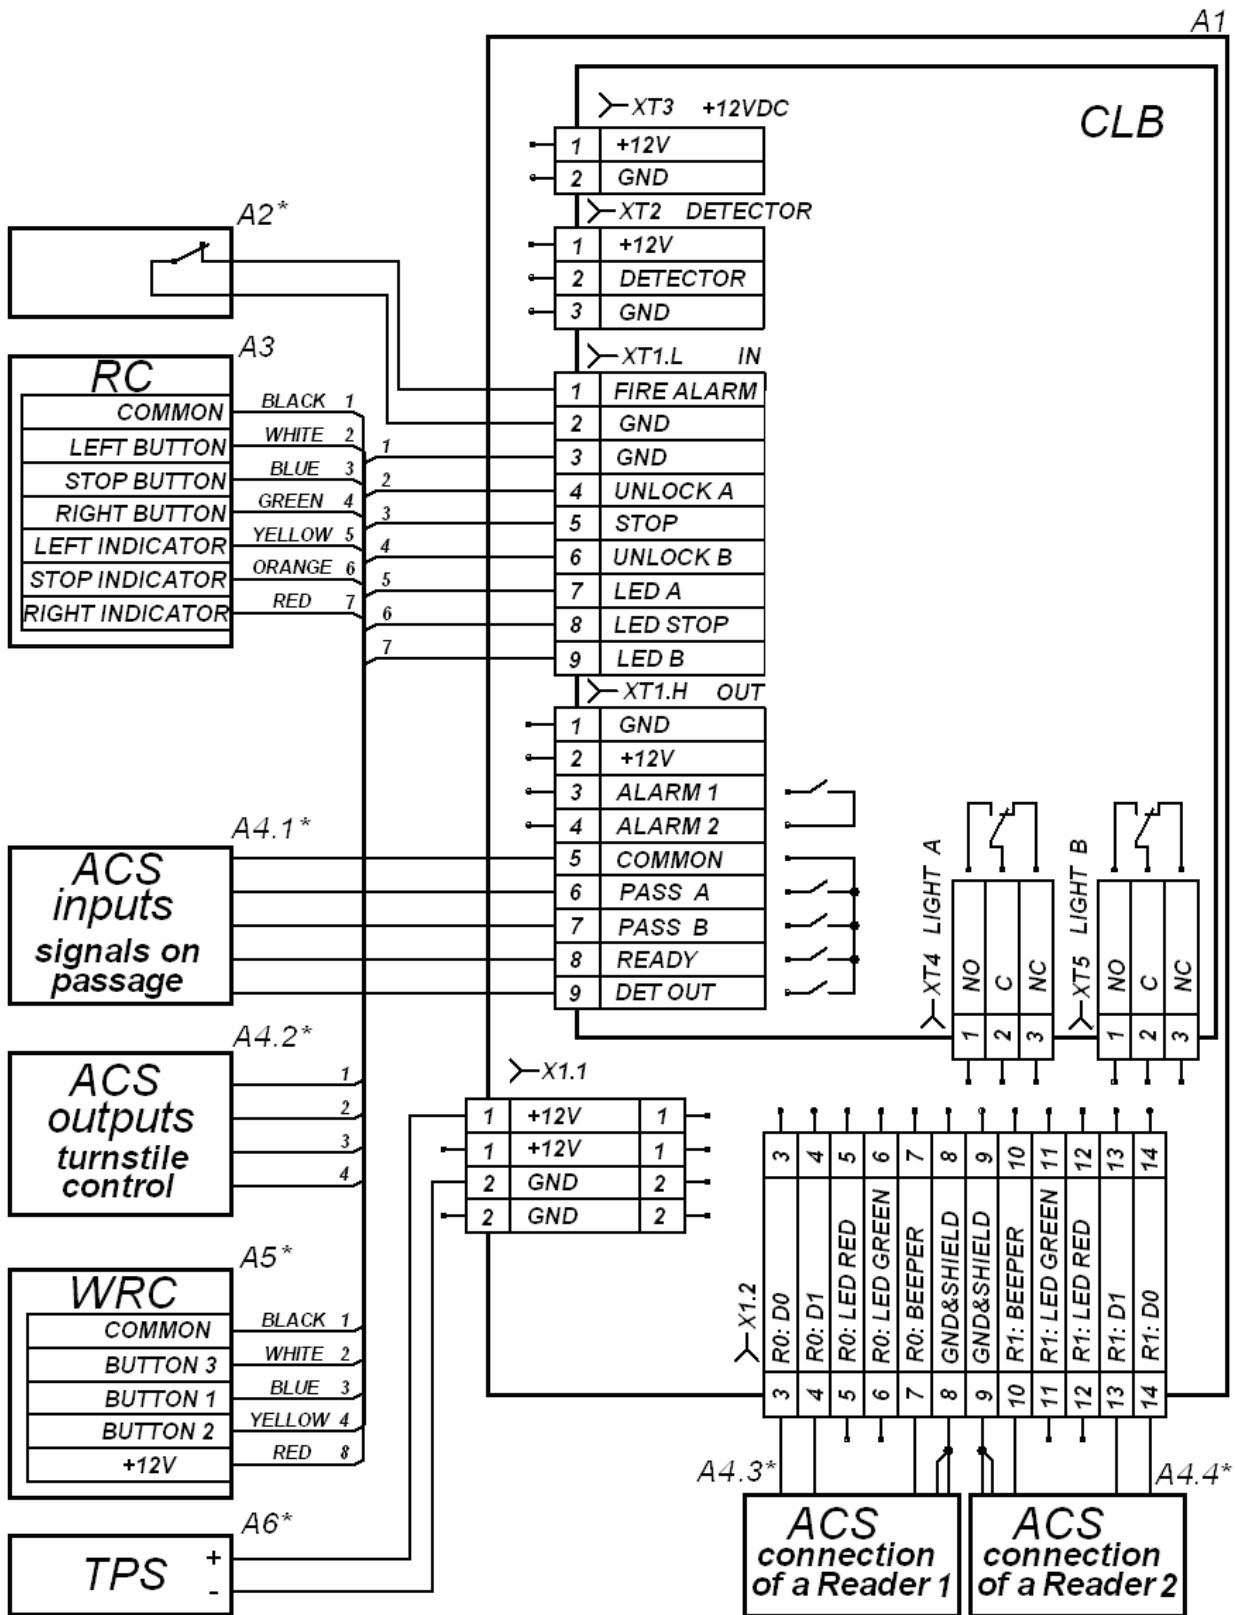 A1
CLB
XT3 +12VDC
1 +12V
2 GND
XT2 DETECTOR
1 +12V
2 DETECTOR
3 GND
A2*
XT1.L IN
1 FIRE ALARM
2 GND
3 GND
4 UNLOCK A
5 STOP
6 UNLOCK B
7 LED A
8 LED STOP
9 LED B
A3
RC
COMMON BLACK 1
LEFT BUTTON WHITE 2
STOP BUTTON BLUE 3
RIGHT BUTTON GREEN 4
LEFT INDICATOR YELLOW 5
STOP INDICATOR ORANGE 6
RIGHT INDICATOR RED 7
1
2
3
4
5
6
7
XT1.H OUT
1 GND
2 +12V
3 ALARM 1
4 ALARM 2
5 COMMON
6 PASS A
7 PASS B
8 READY
9 DET OUT
A4.1*
ACS
inputs
signals on
passage
XT4 LIGHT A
1 NO
2 C
3 NC
XT5 LIGHT B
1 NO
2 C
3 NC
A4.2*
ACS
outputs
turnstile
control
1
2
3
4
X1.1
1 +12V 1
1 +12V 1
2 GND 2
2 GND 2
A5*
WRC
COMMON BLACK 1
BUTTON 3 WHITE 2
BUTTON 1 BLUE 3
BUTTON 2 YELLOW 4
+12V RED 8
X1.2
3 R0: D0 3
4 R0: D1 4
5 R0: LED RED 5
6 R0: LED GREEN 6
7 R0: BEEPER 7
8 GND&SHIELD 8
9 GND&SHIELD 9
10 R1: BEEPER 10
11 R1: LED GREEN 11
12 R1: LED RED 12
13 R1: D1 13
14 R1: D0 14
A6*
TPS + -
A4.3*
ACS
connection
of a Reader 1
A4.4*
ACS
connection
of a Reader 2